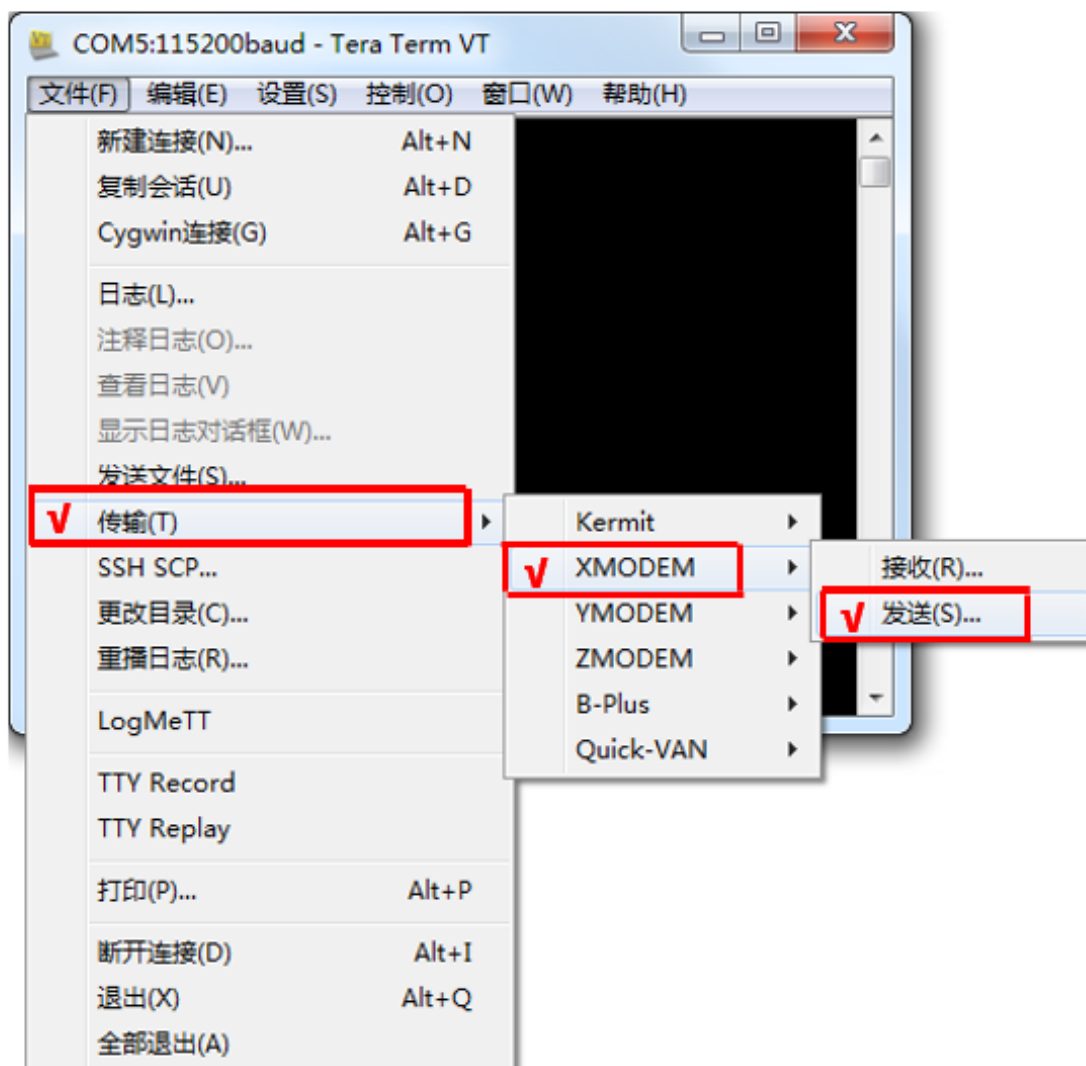 COM5:115200baud - Tera Term VT
文件(F) 编辑(E) 设置(S) 控制(O) 窗口(W) 帮助(H)
新建连接(N)... Alt+N
复制会话(U) Alt+D
Cygwin连接(G) Alt+G
日志(L)...
注释日志(O)...
查看日志(V)
显示日志对话框(W)...
发送文件(S)...
√ 传输(T)
SSH SCP...
更改目录(C)...
重播日志(R)...
LogMeTT
TTY Record
TTY Replay
打印(P)... Alt+P
断开连接(D) Alt+I
退出(X) Alt+Q
全部退出(A)
Kermit
√ XMODEM
YMODEM
ZMODEM
B-Plus
Quick-VAN
接收(R)...
√ 发送(S)...